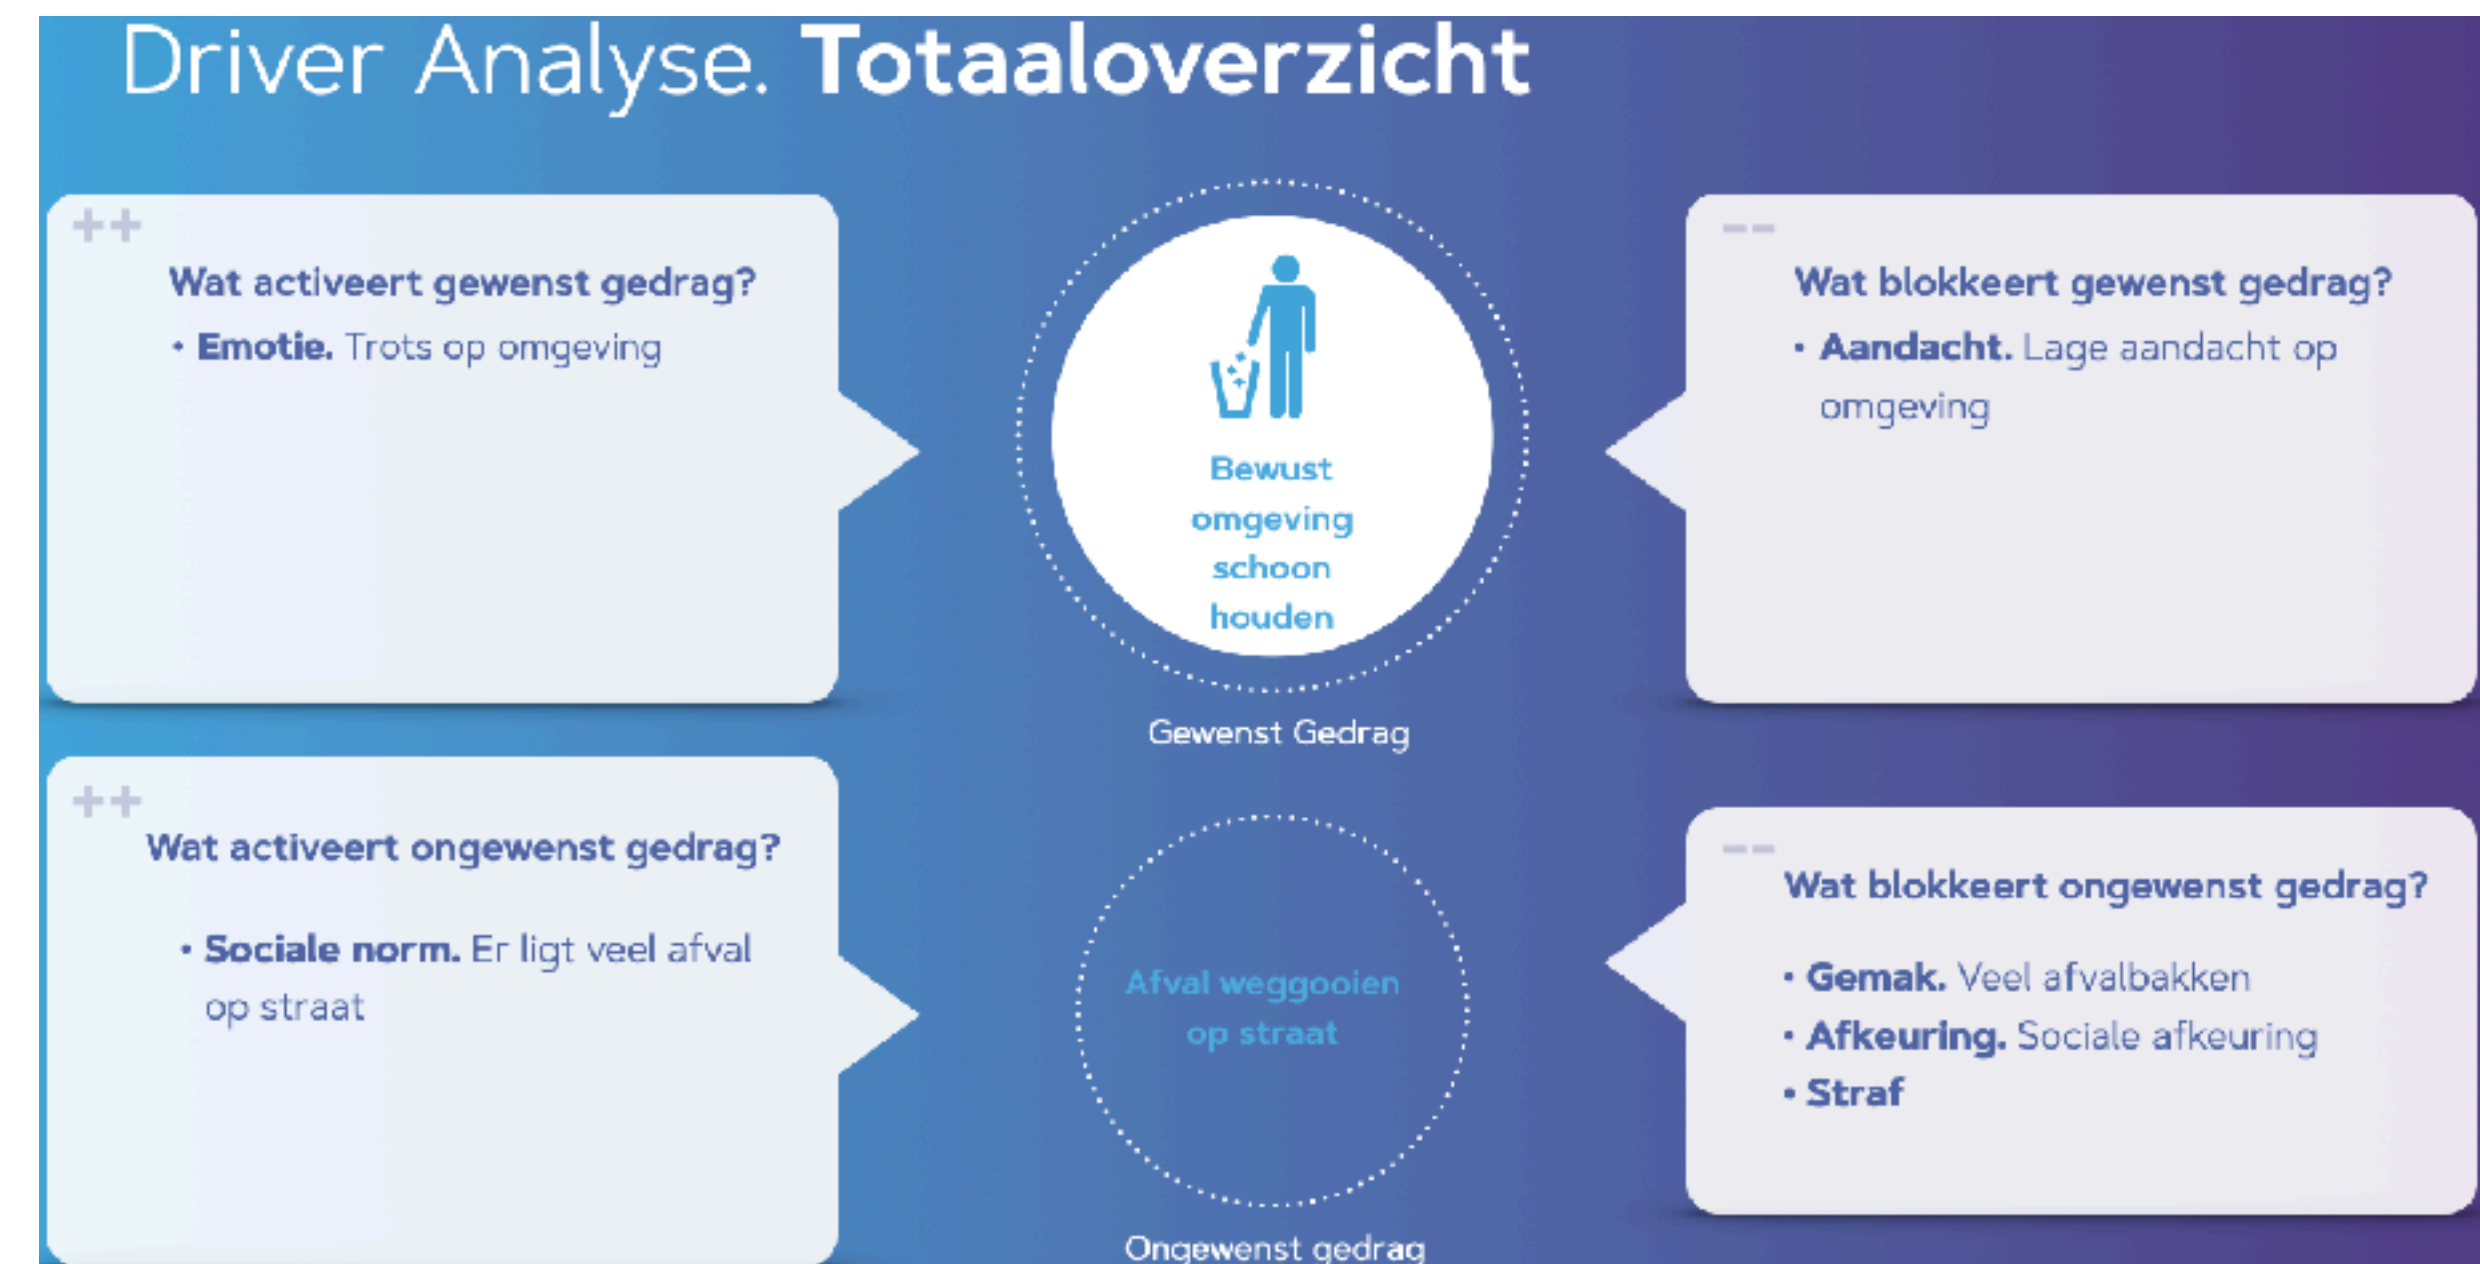 Driver Analyse. Totaaloverzicht
++
Wat activeert gewenst gedrag?
• Emotie. Trots op omgeving
Bewust
omgeving
schoon
houden
Gewenst Gedrag
--
Wat blokkeert gewenst gedrag?
• Aandacht. Lage aandacht op
omgeving
++
Wat activeert ongewenst gedrag?
• Sociale norm. Er ligt veel afval
op straat
Afval weggooien
op straat
Ongewenst gedrag
--
Wat blokkeert ongewenst gedrag?
• Gemak. Veel afvalbakken
• Afkeuring. Sociale afkeuring
• Straf